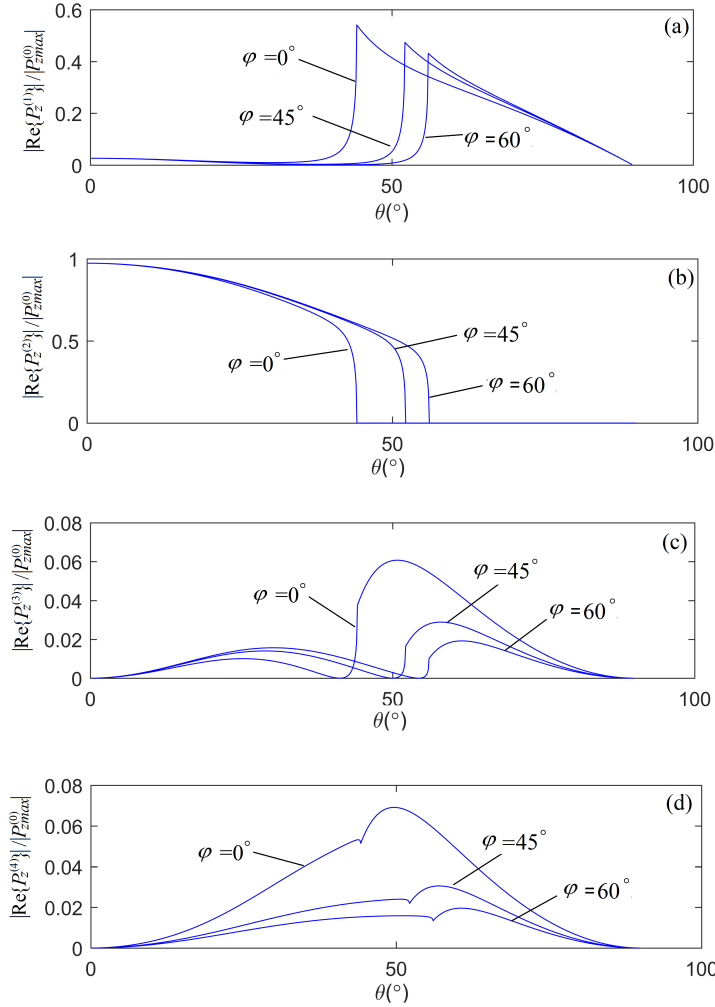 (a)
|Re{P_z^(1)}|/|P_zmax^(0)|
0.6
0.4
0.2
0
φ=0°
φ=45°
φ=60°
0 50 100
θ(°)
(b)
|Re{P_z^(2)}|/|P_zmax^(0)|
1
0.5
0
φ=45°
φ=0°
φ=60°
0 50 100
θ(°)
(c)
|Re{P_z^(3)}|/|P_zmax^(0)|
0.08
0.06
0.04
0.02
0
φ=45°
φ=0°
φ=60°
0 50 100
θ(°)
(d)
|Re{P_z^(4)}|/|P_zmax^(0)|
0.08
0.06
0.04
0.02
0
φ=0°
φ=45°
φ=60°
0 50 100
θ(°)